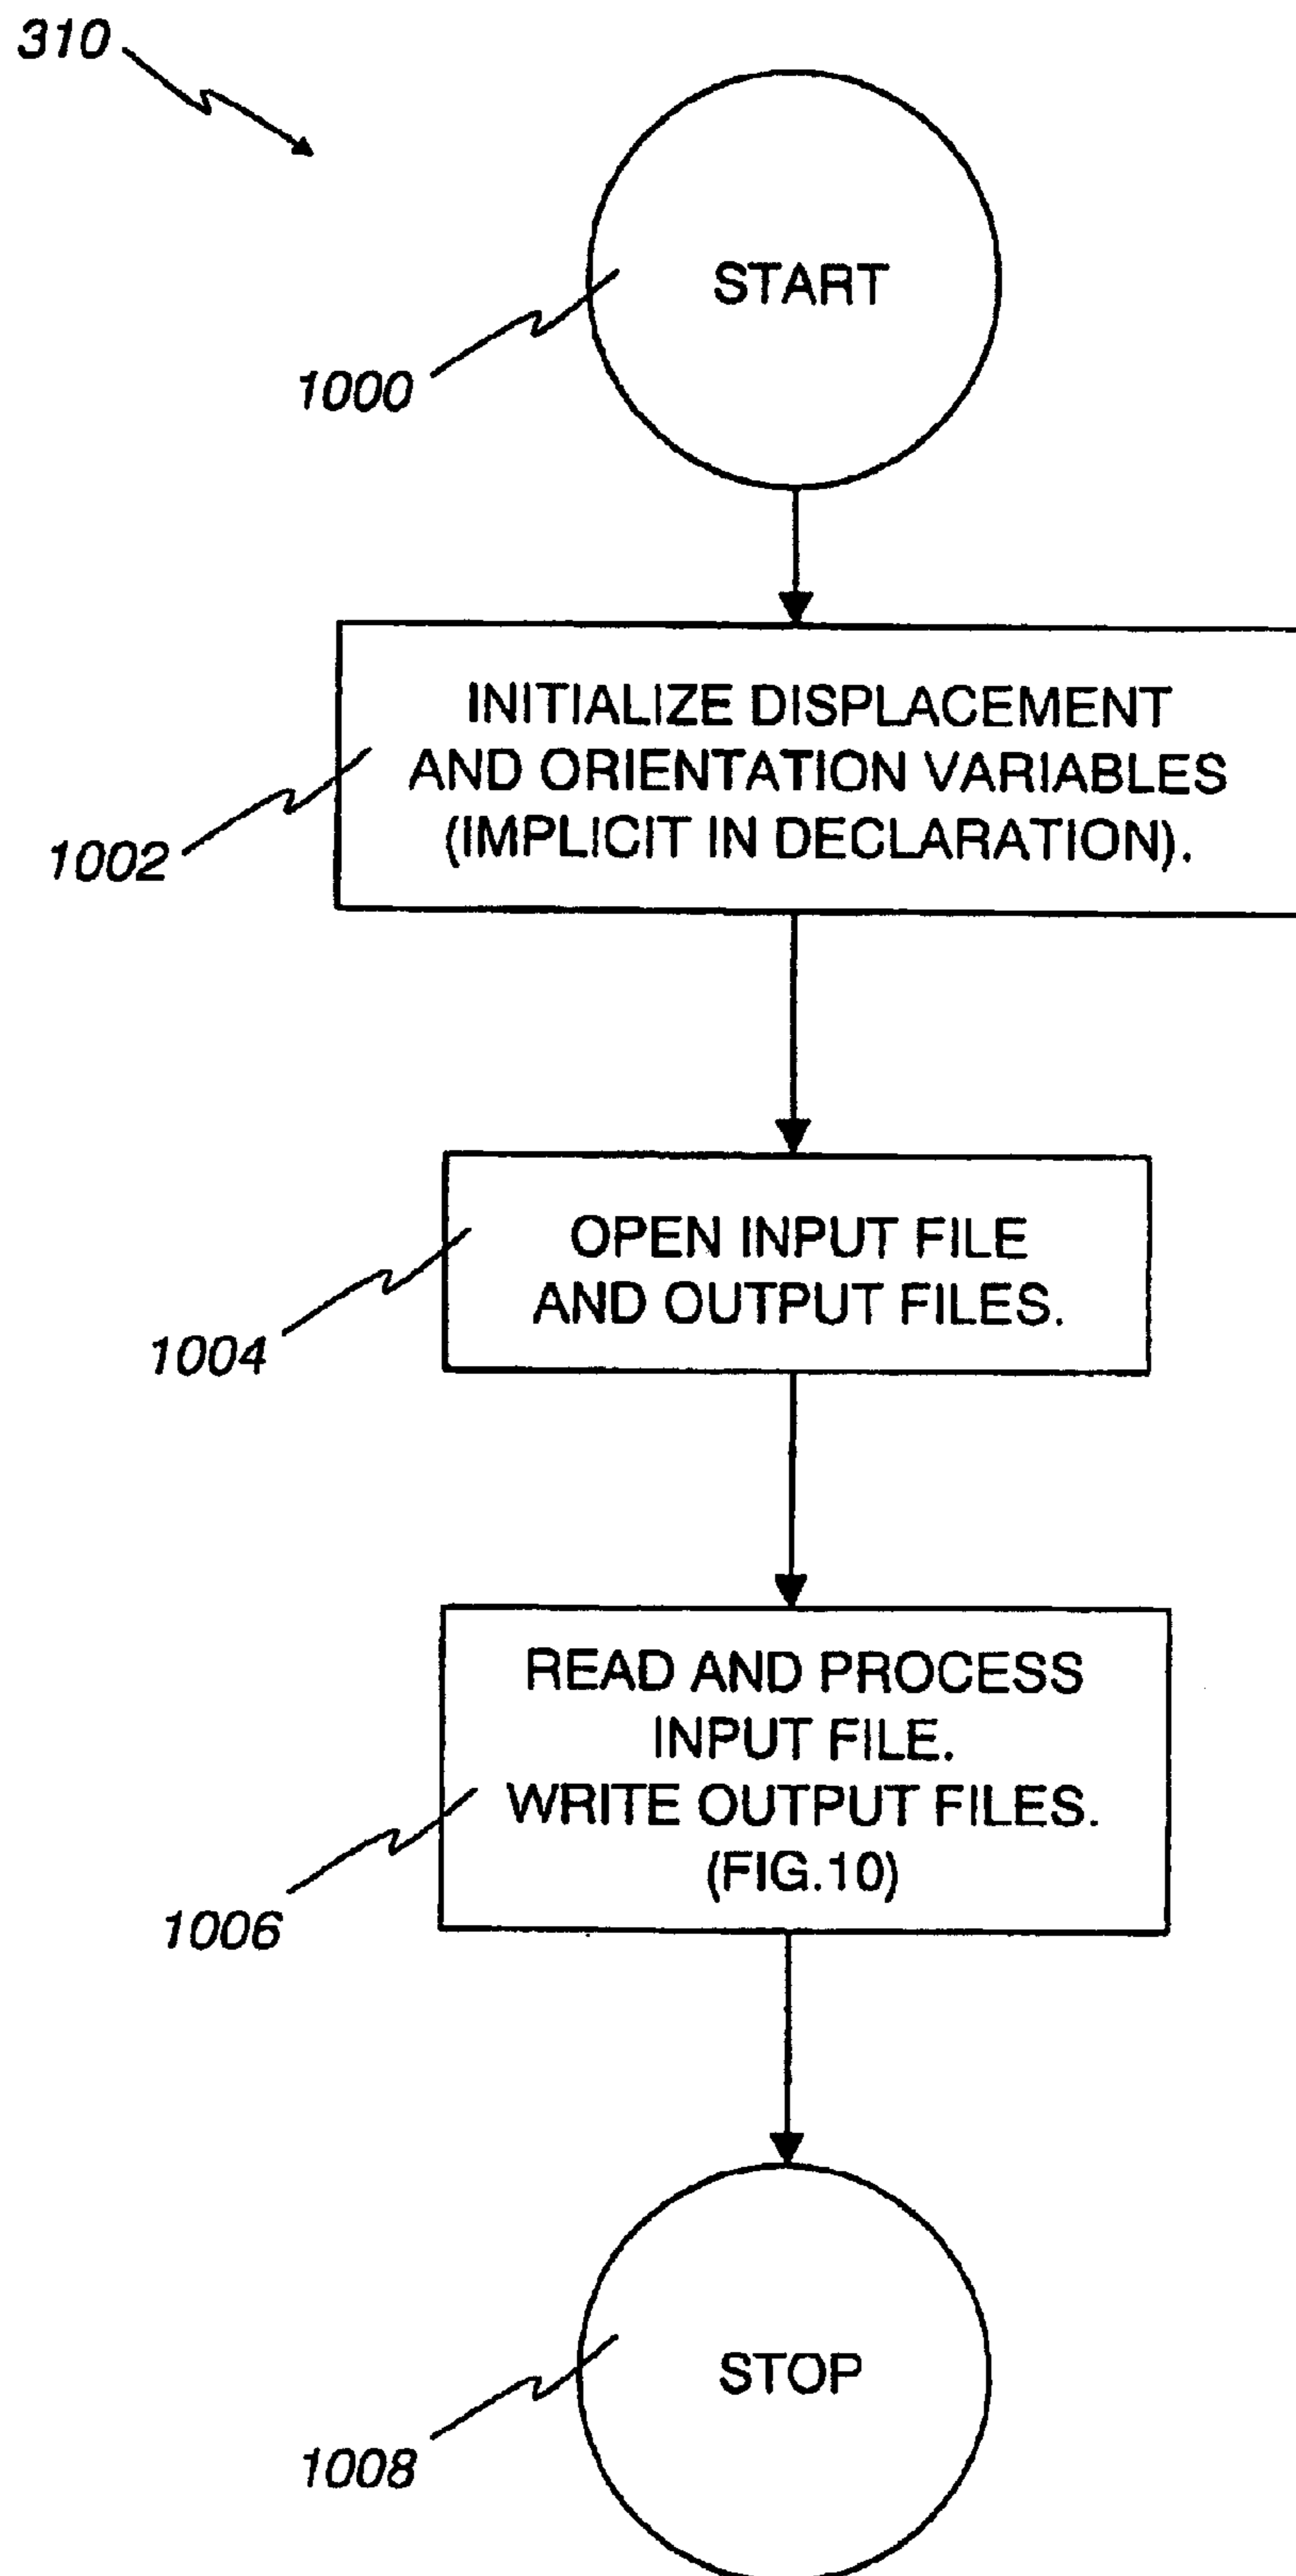 310
START
1000
INITIALIZE DISPLACEMENT
AND ORIENTATION VARIABLES
(IMPLICIT IN DECLARATION).
1002
OPEN INPUT FILE
AND OUTPUT FILES.
1004
READ AND PROCESS
INPUT FILE.
WRITE OUTPUT FILES.
(FIG.10)
1006
STOP
1008